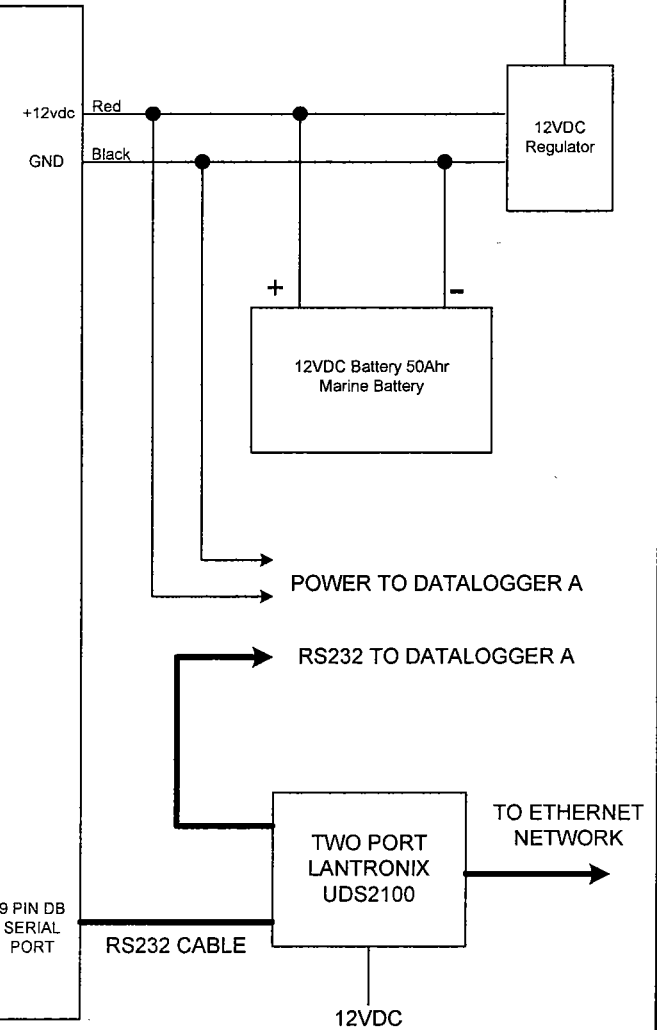 +12vdc
Red
12VDC
Regulator
GND
Black
+
-
12VDC Battery 50Ahr
Marine Battery
POWER TO DATALOGGER A
RS232 TO DATALOGGER A
TO ETHERNET
NETWORK
TWO PORT
LANTRONIX
UDS2100
9 PIN DB
SERIAL
PORT
RS232 CABLE
12VDC